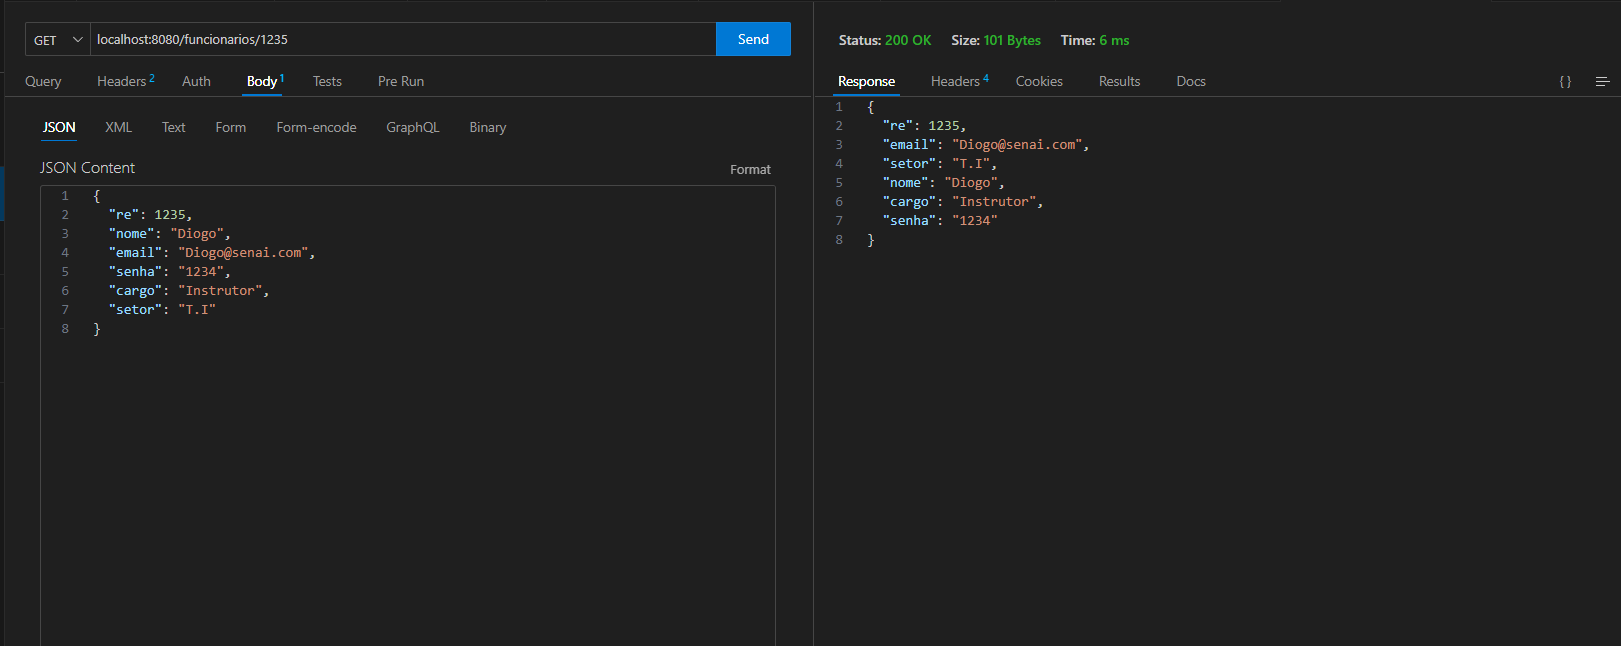 GET localhost:8080/funcionarios/1235 Send
Query Headers 2 Auth Body 1 Tests Pre Run
JSON XML Text Form Form-encode GraphQL Binary
JSON Content Format
1 {
2 "re": 1235,
3 "nome": "Diogo",
4 "email": "Diogo@senai.com",
5 "senha": "1234",
6 "cargo": "Instrutor",
7 "setor": "T.I"
8 }
Status: 200 OK Size: 101 Bytes Time: 6 ms
Response Headers 4 Cookies Results Docs { }
1 {
2 "re": 1235,
3 "email": "Diogo@senai.com",
4 "setor": "T.I",
5 "nome": "Diogo",
6 "cargo": "Instrutor",
7 "senha": "1234"
8 }